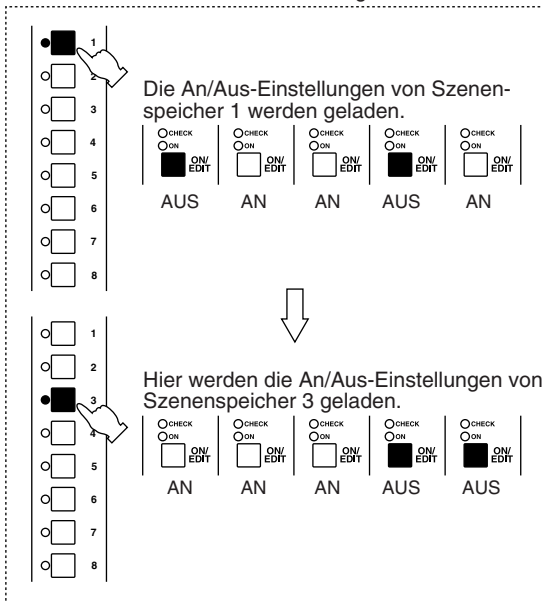 1
2
3
4
5
6
7
8
Die An/Aus-Einstellungen von Szenen-
speicher 1 werden geladen.
CHECK CHECK CHECK CHECK CHECK
ON ON ON ON ON
ON/ ON/ ON/ ON/ ON/
EDIT EDIT EDIT EDIT EDIT
AUS AN AN AUS AN
1
2
3
4
5
6
7
8
Hier werden die An/Aus-Einstellungen von
Szenenspeicher 3 geladen.
CHECK CHECK CHECK CHECK CHECK
ON ON ON ON ON
ON/ ON/ ON/ ON/ ON/
EDIT EDIT EDIT EDIT EDIT
AN AN AN AUS AUS